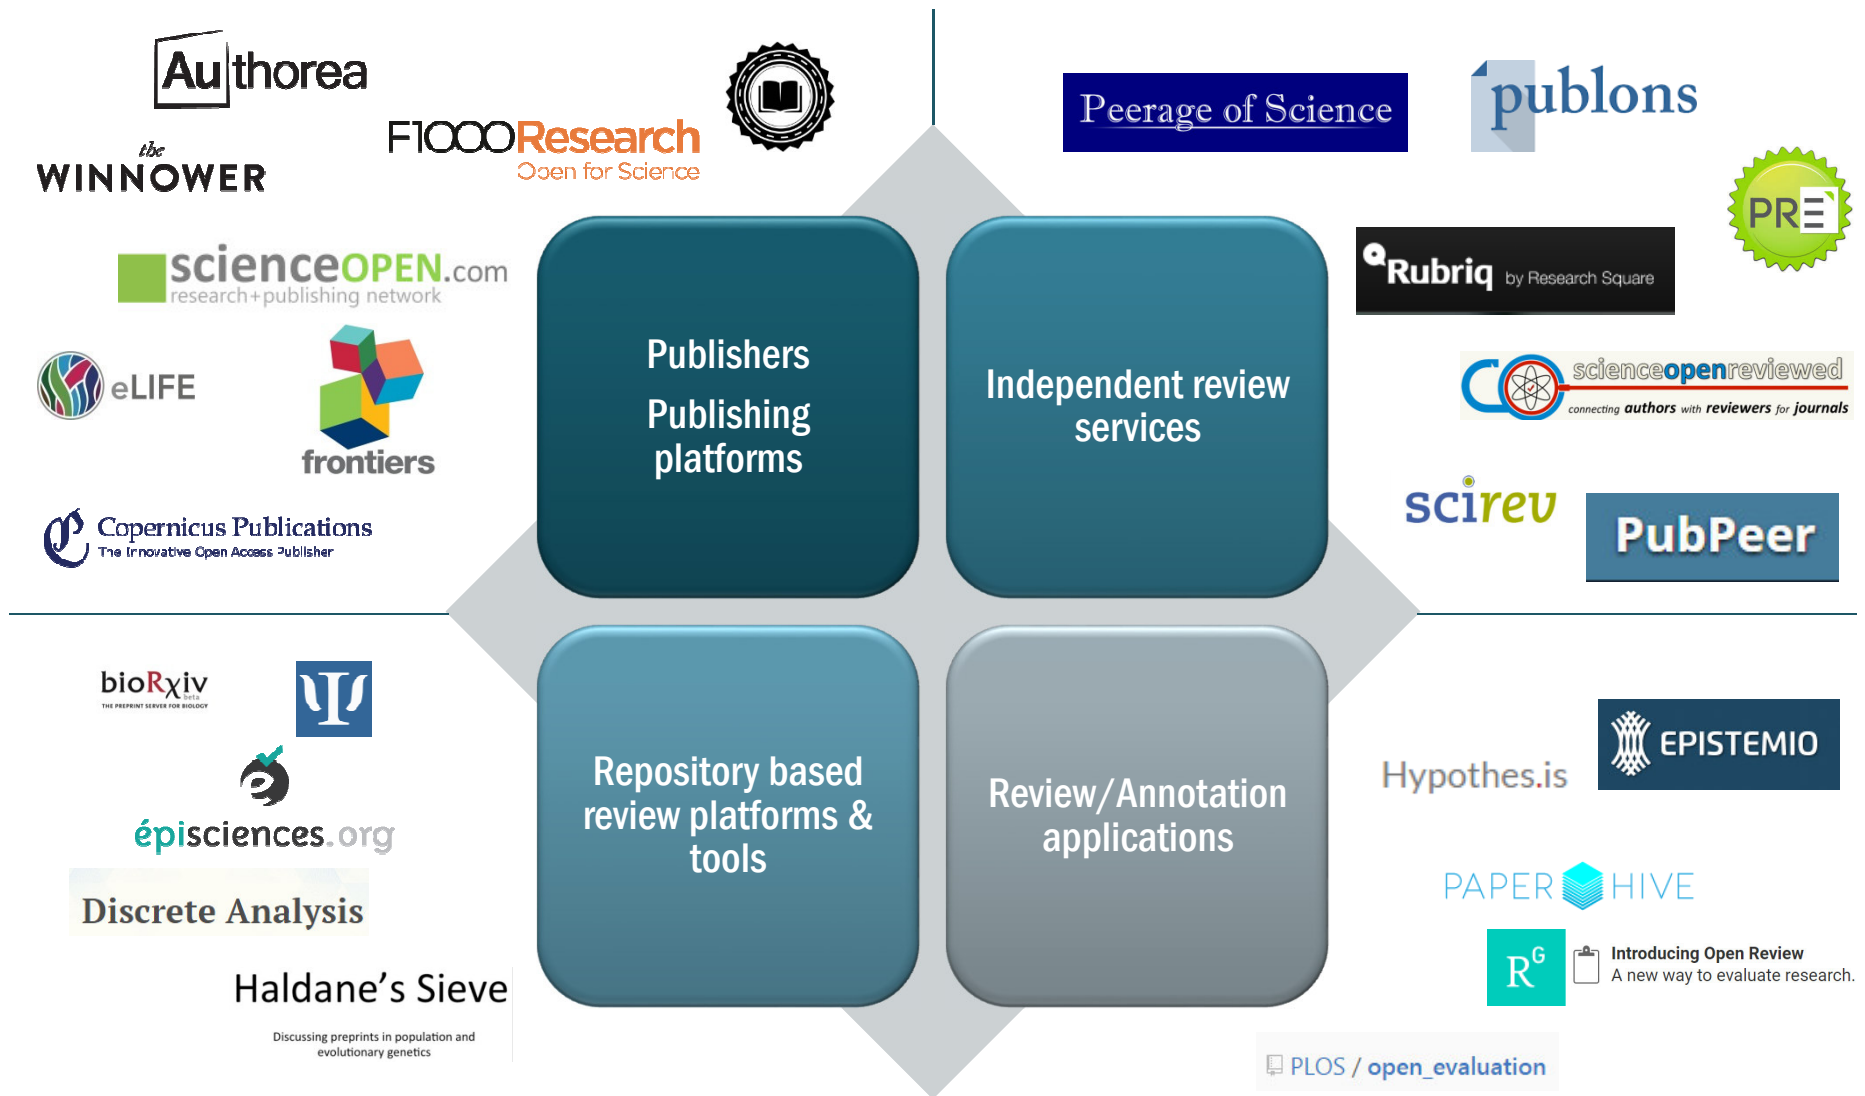 Authorea
the
WINNOWER
F1000Research
Open for Science
scienceOPEN.com
research+publishing network
eLIFE
frontiers
Copernicus Publications
The Innovative Open Access Publisher
Publishers
Publishing
platforms
Peerage of Science
publons
PRE
Rubriq by Research Square
scienceopenreviewed
connecting authors with reviewers for journals
scirev
PubPeer
Independent review
services
bioRxiv
beta
THE PREPRINT SERVER FOR BIOLOGY
Ψ
épisciences.org
Discrete Analysis
Haldane's Sieve
Discussing preprints in population and
evolutionary genetics
Repository based
review platforms &
tools
Review/Annotation
applications
EPISTEMIO
Hypothes.is
PAPER HIVE
RG
Introducing Open Review
A new way to evaluate research.
PLOS / open_evaluation